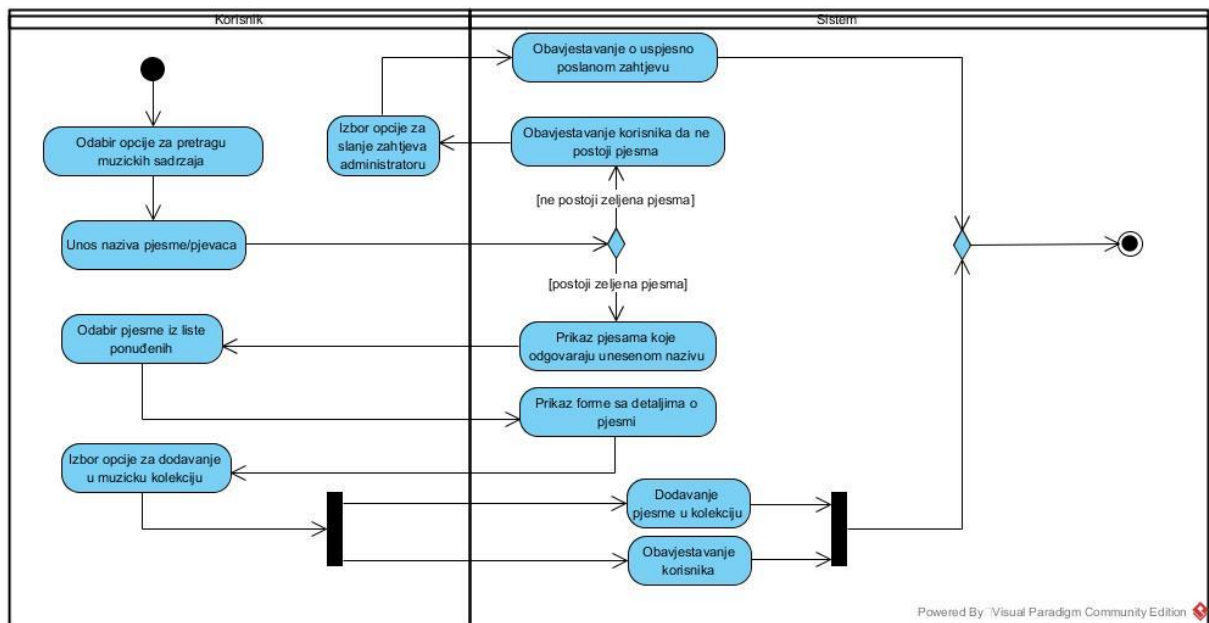 Korisnik
Sistem
Obavjestavanje o uspjesno
poslanom zahtjevu
Odabir opcije za pretragu
muzickih sadrzaja
Izbor opcije za
slanje zahtjeva
administratoru
Obavjestavanje korisnika da ne
postoji pjesma
[ne postoji zeljena pjesma]
Unos naziva pjesme/pjevaca
[postoji zeljena pjesma]
Odabir pjesme iz liste
ponuđenih
Prikaz pjesama koje
odgovaraju unesenom nazivu
Prikaz forme sa detaljima o
pjesmi
Izbor opcije za dodavanje
u muzicku kolekciju
Dodavanje
pjesme u kolekciju
Obavjestavanje
korisnika
Powered By Visual Paradigm Community Edition